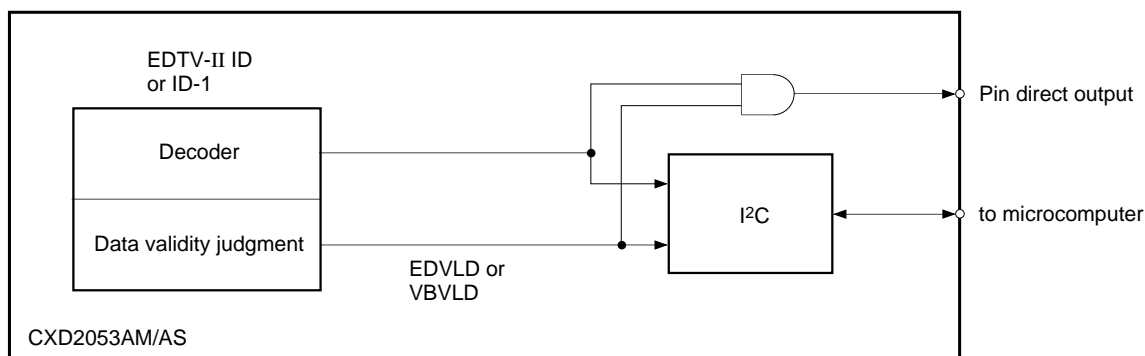 EDTV-II ID
or ID-1
Decoder
Data validity judgment
EDVLD or
VBVLD
I²C
Pin direct output
to microcomputer
CXD2053AM/AS